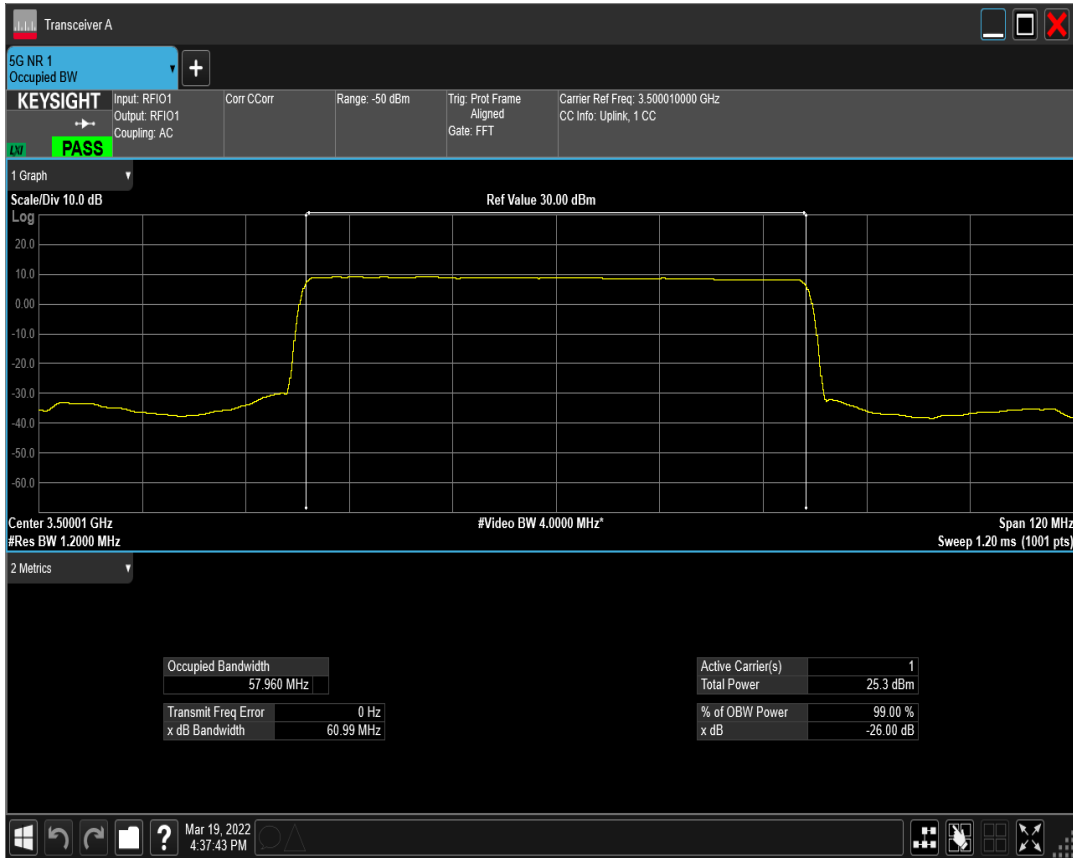 Transceiver A
5G NR 1
Occupied BW
KEYSIGHT
LXI
PASS
Input: RFIO1
Output: RFIO1
Coupling: AC
Corr CCorr
Range: -50 dBm
Trig: Prot Frame
Aligned
Gate: FFT
Carrier Ref Freq: 3.500010000 GHz
CC Info: Uplink, 1 CC
1 Graph
Scale/Div 10.0 dB
Ref Value 30.00 dBm
Log
20.0
10.0
0.00
-10.0
-20.0
-30.0
-40.0
-50.0
-60.0
Center 3.50001 GHz
#Video BW 4.0000 MHz*
Span 120 MHz
#Res BW 1.2000 MHz
Sweep 1.20 ms (1001 pts)
2 Metrics
Occupied Bandwidth
57.960 MHz
Transmit Freq Error 0 Hz
x dB Bandwidth 60.99 MHz
Active Carrier(s) 1
Total Power 25.3 dBm
% of OBW Power 99.00 %
x dB -26.00 dB
?
Mar 19, 2022
4:37:43 PM